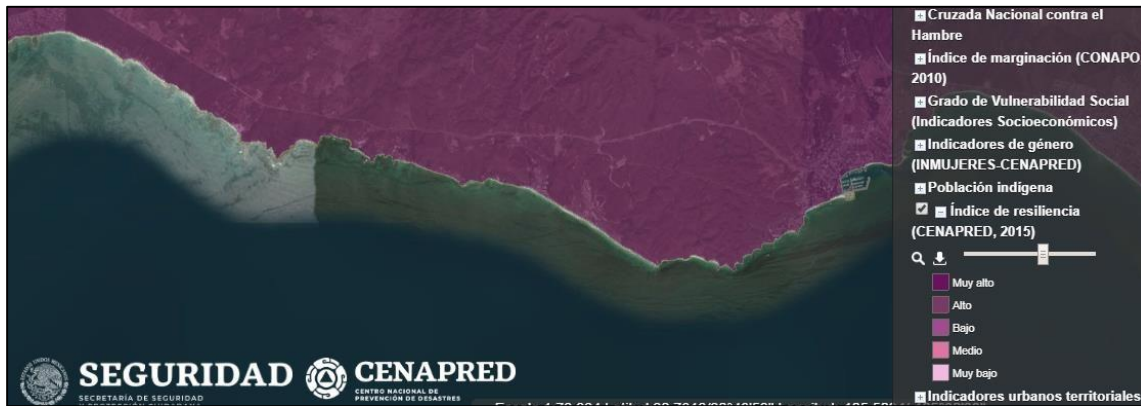 Cruzada Nacional contra el
Hambre
Índice de marginación (CONAPO,
2010)
Grado de Vulnerabilidad Social
(Indicadores Socioeconómicos)
Indicadores de género
(INMUJERES-CENAPRED)
Población indígena
Índice de resiliencia
(CENAPRED, 2015)
Muy alto
Alto
Bajo
Medio
Muy bajo
Indicadores urbanos territoriales
SEGURIDAD
SECRETARÍA DE SEGURIDAD
CENAPRED
CENTRO NACIONAL DE
PREVENCIÓN DE DESASTRES